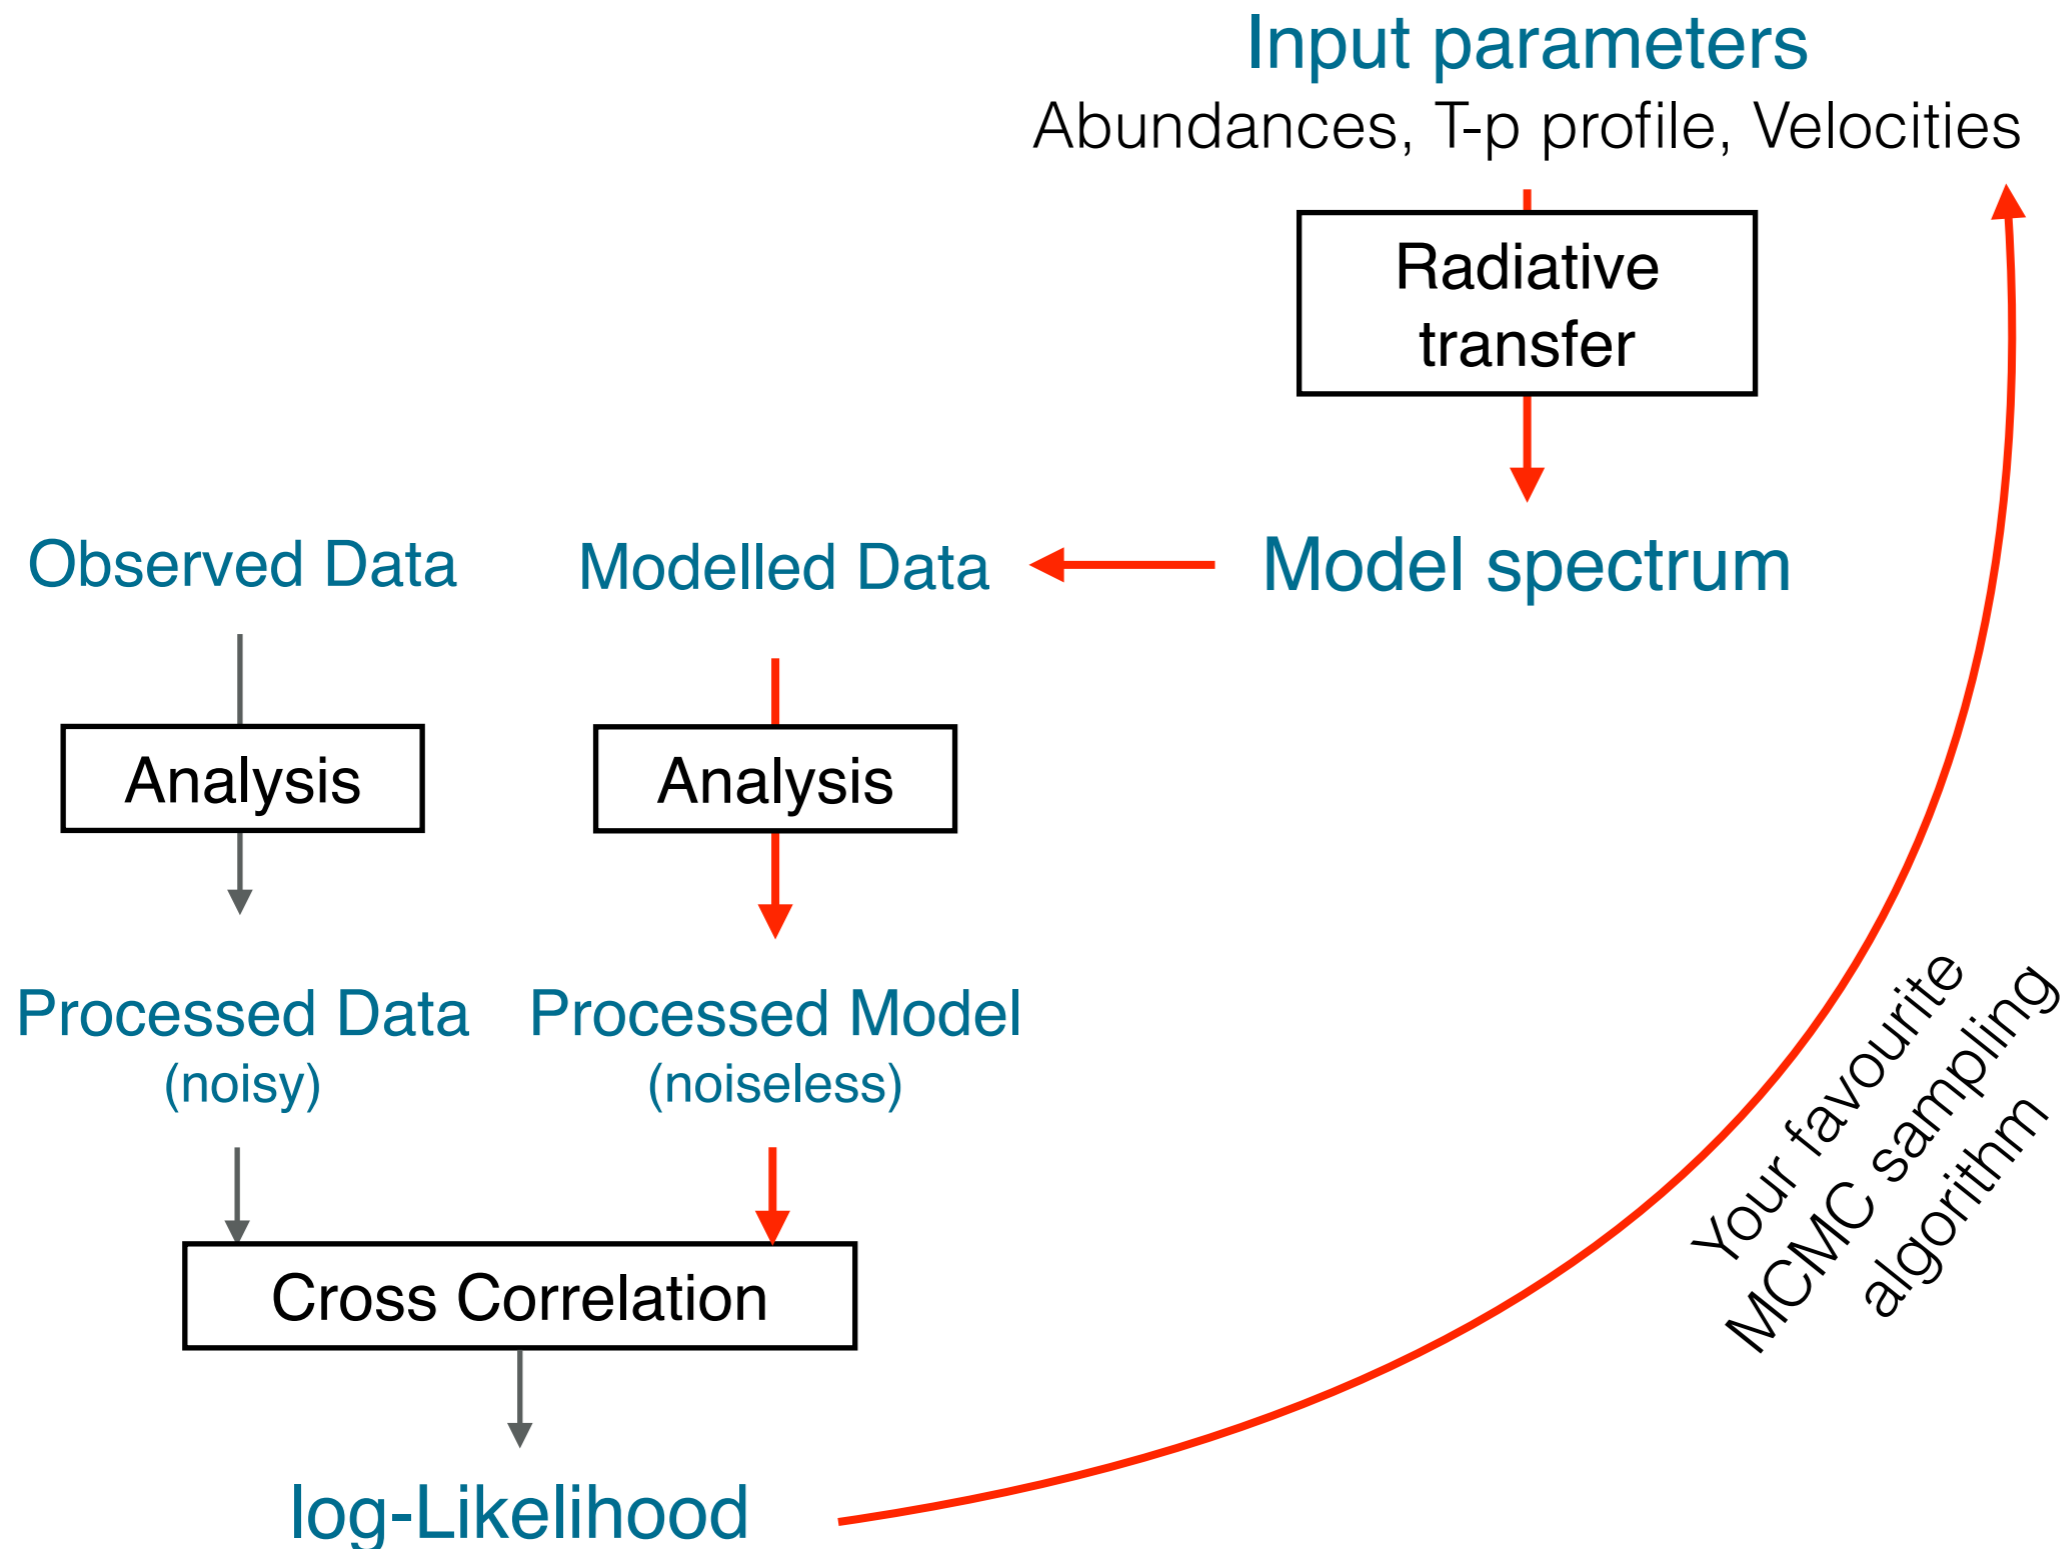 Input parameters
Abundances, T-p profile, Velocities
Radiative
transfer
Observed Data
Modelled Data
Model spectrum
Analysis
Analysis
Processed Data
(noisy)
Processed Model
(noiseless)
Your favourite
MCMC sampling
algorithm
Cross Correlation
log-Likelihood